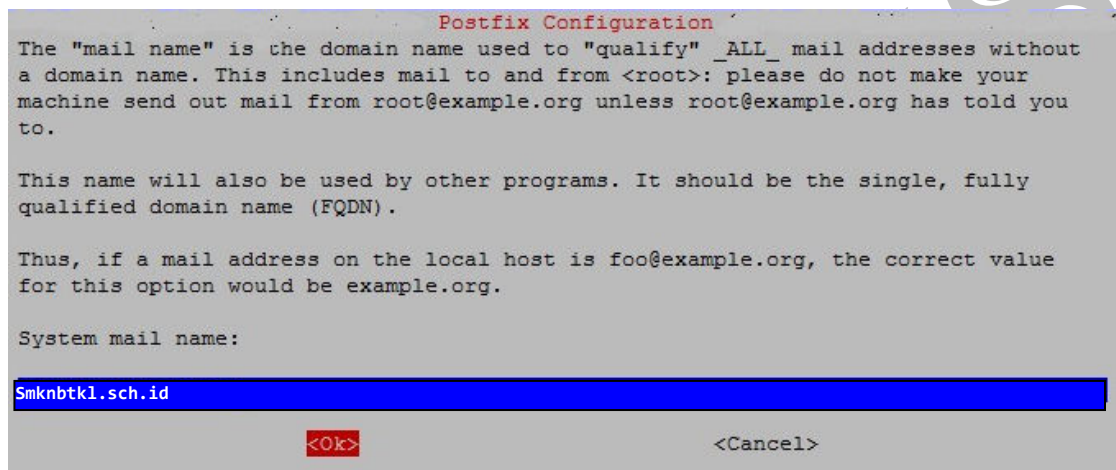 Postfix Configuration
The "mail name" is the domain name used to "qualify" _ALL_ mail addresses without
a domain name. This includes mail to and from <root>: please do not make your
machine send out mail from root@example.org unless root@example.org has told you
to.
This name will also be used by other programs. It should be the single, fully
qualified domain name (FQDN).
Thus, if a mail address on the local host is foo@example.org, the correct value
for this option would be example.org.
System mail name:
Smknbtkl.sch.id
<Ok> <Cancel>